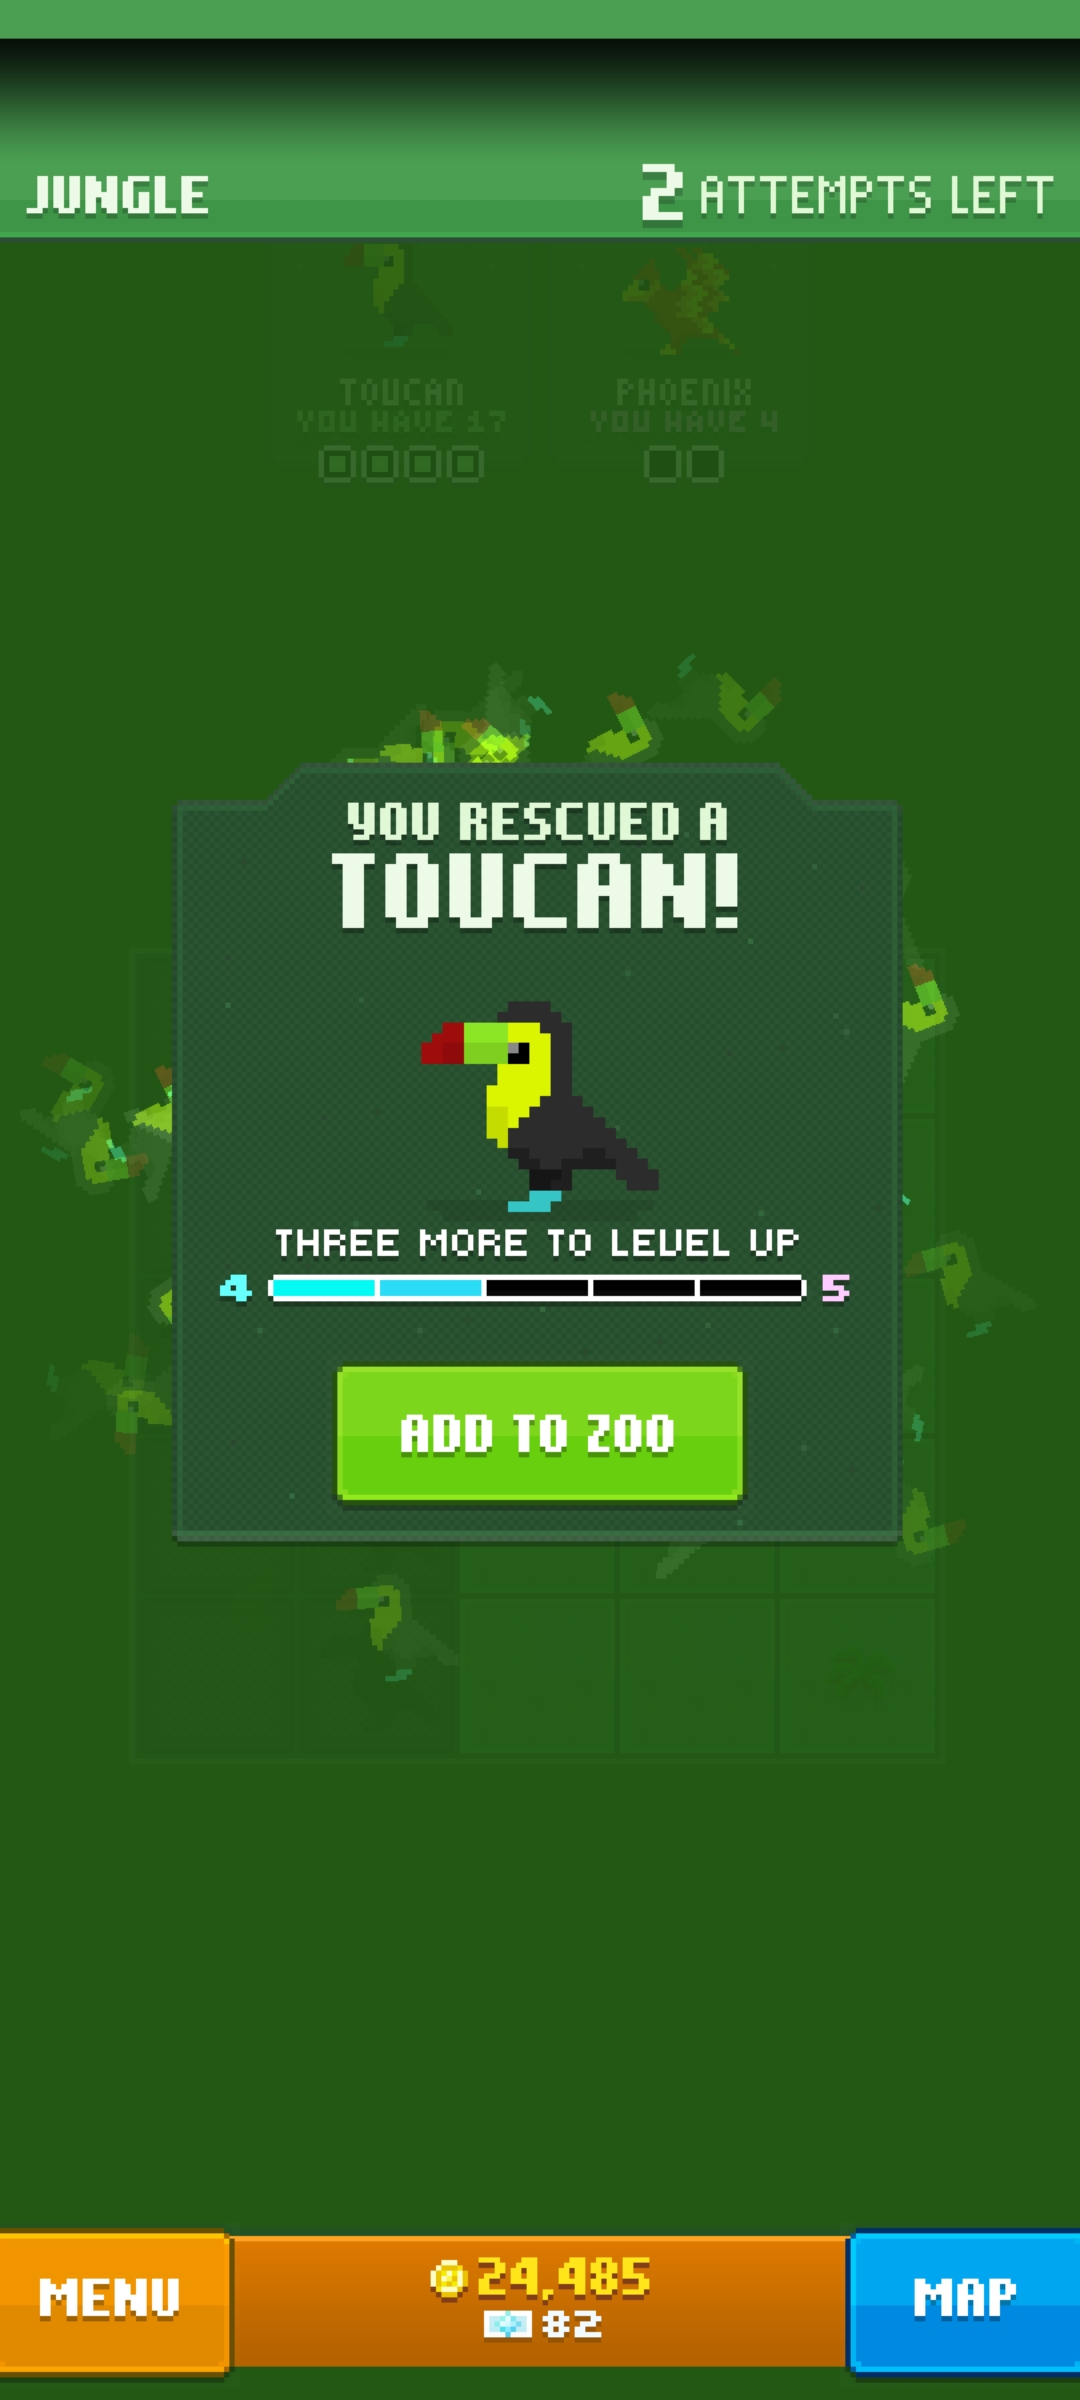 JUNGLE
2 ATTEMPTS LEFT
TOUCAN
YOU HAVE 17
PHOENIX
YOU HAVE 4
YOU RESCUED A
TOUCAN!
THREE MORE TO LEVEL UP
4 5
ADD TO ZOO
MENU
24,485
82
MAP